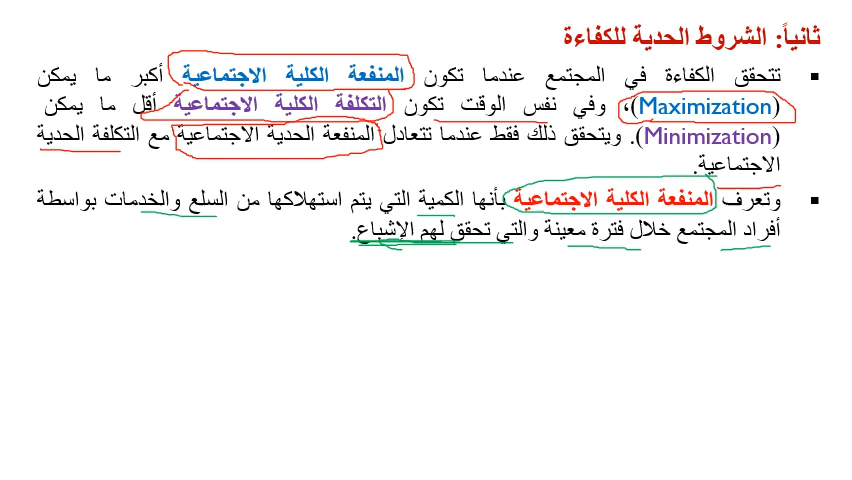 ثانياً: الشروط الحدية للكفاءة
▪ تتحقق الكفاءة في المجتمع عندما تكون المنفعة الكلية الاجتماعية أكبر ما يمكن
(Maximization)، وفي نفس الوقت تكون التكلفة الكلية الاجتماعية أقل ما يمكن
(Minimization). ويتحقق ذلك فقط عندما تتعادل المنفعة الحدية الاجتماعية مع التكلفة الحدية
الاجتماعية.
▪ وتعرف المنفعة الكلية الاجتماعية بأنها الكمية التي يتم استهلاكها من السلع والخدمات بواسطة
أفراد المجتمع خلال فترة معينة والتي تحقق لهم الإشباع.